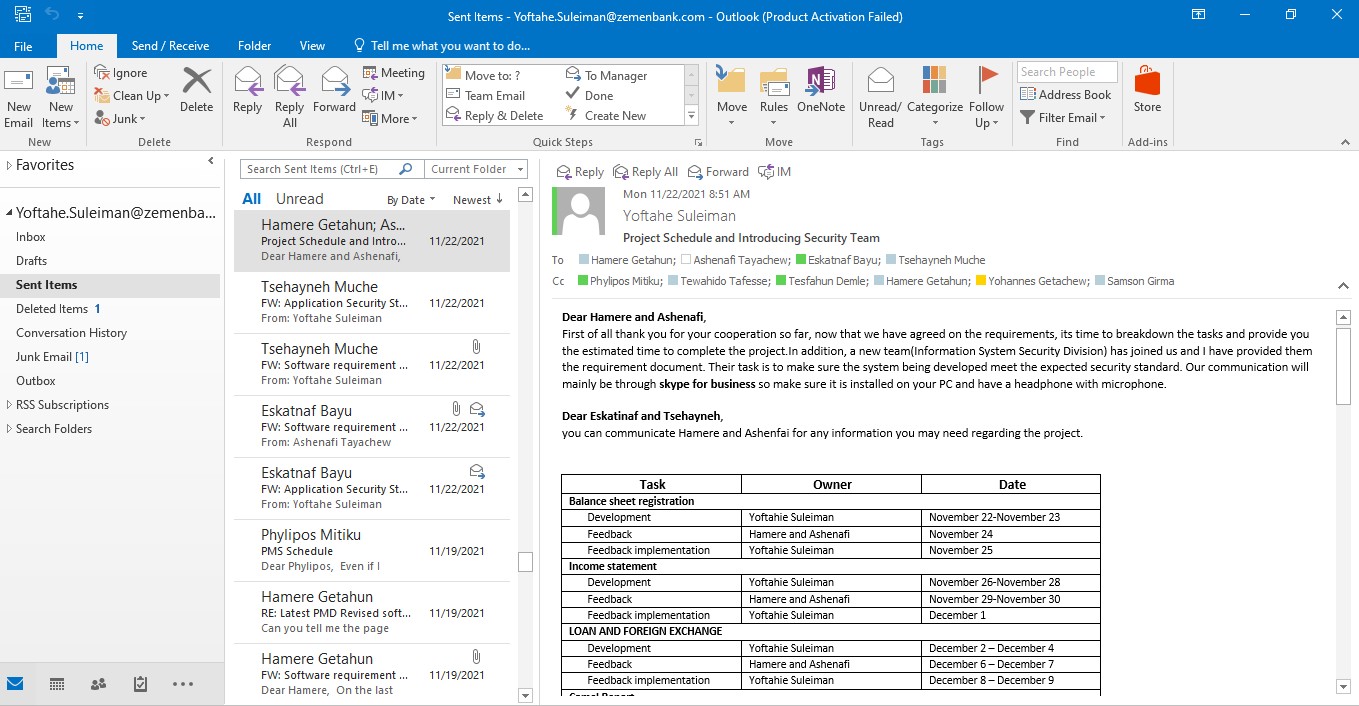 Sent Items - Yoftahe.Suleiman@zemenbank.com - Outlook (Product Activation Failed)
File Home Send / Receive Folder View Tell me what you want to do...
New Email
New Items
Ignore
Clean Up
Junk
Delete
Reply
Reply All
Forward
Meeting
IM
More
Move to: ?
Team Email
Reply & Delete
To Manager
Done
Create New
Move
Rules
OneNote
Unread/ Read
Categorize
Follow Up
Search People
Address Book
Filter Email
Store
New Delete Respond Quick Steps Move Tags Find Add-ins
Favorites
Yoftahe.Suleiman@zemenba...
Inbox
Drafts
Sent Items
Deleted Items 1
Conversation History
Junk Email [1]
Outbox
RSS Subscriptions
Search Folders
Search Sent Items (Ctrl+E) Current Folder
All Unread By Date Newest
Hamere Getahun; As...
Project Schedule and Intro... 11/22/2021
Dear Hamere and Ashenafi,
Tsehayneh Muche
FW: Application Security St... 11/22/2021
From: Yoftahe Suleiman
Tsehayneh Muche
FW: Software requirement ... 11/22/2021
From: Yoftahe Suleiman
Eskatnaf Bayu
FW: Software requirement ... 11/22/2021
From: Ashenafi Tayachew
Eskatnaf Bayu
FW: Application Security St... 11/22/2021
From: Yoftahe Suleiman
Phylipos Mitiku
PMS Schedule 11/19/2021
Dear Phylipos, Even if I
Hamere Getahun
RE: Latest PMD Revised soft... 11/19/2021
Can you tell me the page
Hamere Getahun
FW: Software requirement ... 11/19/2021
Dear Hamere, On the last
Reply Reply All Forward IM
Mon 11/22/2021 8:51 AM
Yoftahe Suleiman
Project Schedule and Introducing Security Team
To Hamere Getahun; Ashenafi Tayachew; Eskatnaf Bayu; Tsehayneh Muche
Cc Phylipos Mitiku; Tewahido Tafesse; Tesfahun Demle; Hamere Getahun; Yohannes Getachew; Samson Girma
Dear Hamere and Ashenafi,
First of all thank you for your cooperation so far, now that we have agreed on the requirements, its time to breakdown the tasks and provide you
the estimated time to complete the project.In addition, a new team(Information System Security Division) has joined us and I have provided them
the requirement document. Their task is to make sure the system being developed meet the expected security standard. Our communication will
mainly be through skype for business so make sure it is installed on your PC and have a headphone with microphone.
Dear Eskatinaf and Tsehayneh,
you can communicate Hamere and Ashenfai for any information you may need regarding the project.
Task Owner Date
Balance sheet registration
Development Yoftahie Suleiman November 22-November 23
Feedback Hamere and Ashenafi November 24
Feedback implementation Yoftahie Suleiman November 25
Income statement
Development Yoftahie Suleiman November 26-November 28
Feedback Hamere and Ashenafi November 29-November 30
Feedback implementation Yoftahie Suleiman December 1
LOAN AND FOREIGN EXCHANGE
Development Yoftahie Suleiman December 2 – December 4
Feedback Hamere and Ashenafi December 6 – December 7
Feedback implementation Yoftahie Suleiman December 8 – December 9